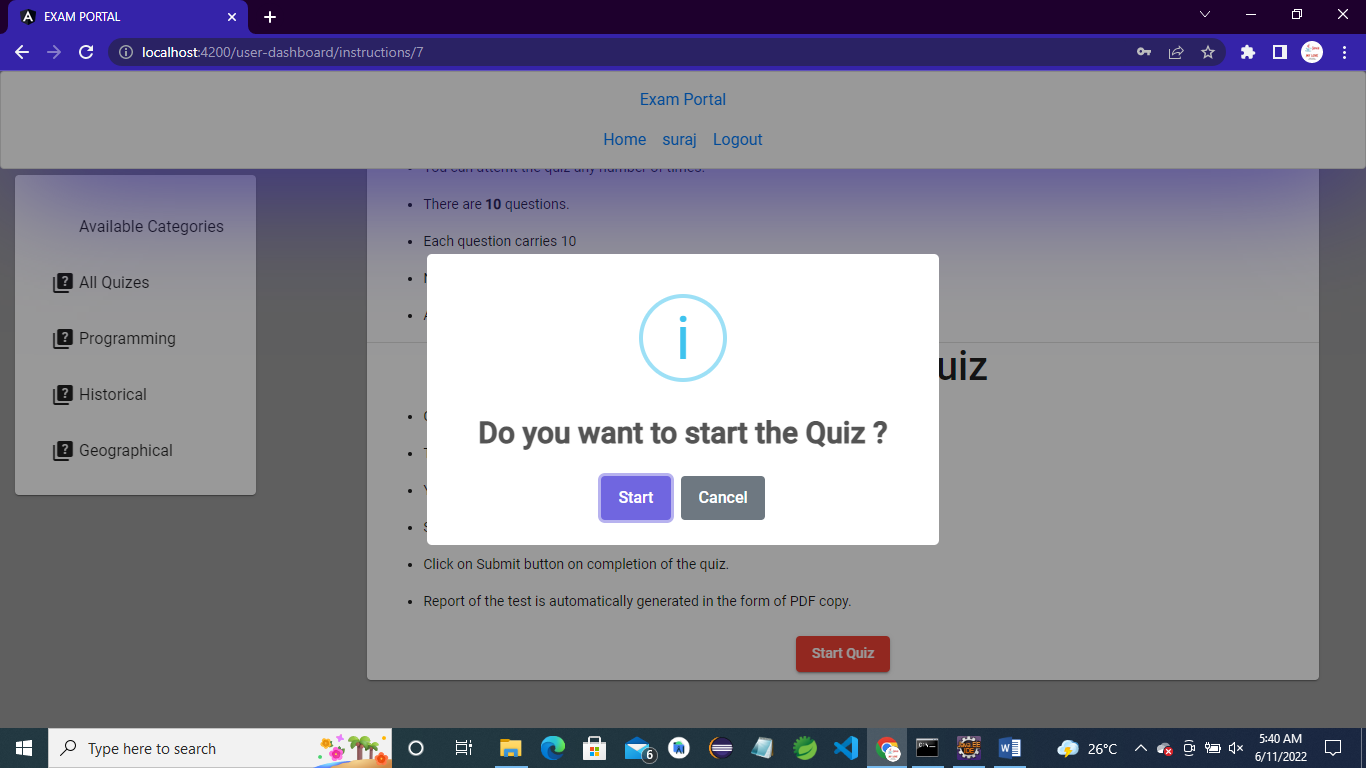 EXAM PORTAL
localhost:4200/user-dashboard/instructions/7
Exam Portal
Home suraj Logout
You can attemt the quiz any number of times.
Available Categories
All Quizes
Programming
Historical
Geographical
There are 10 questions.
Each question carries 10
uiz
Do you want to start the Quiz ?
Start Cancel
Click on Submit button on completion of the quiz.
Report of the test is automatically generated in the form of PDF copy.
Start Quiz
Type here to search
6
26°C
5:40 AM
6/11/2022